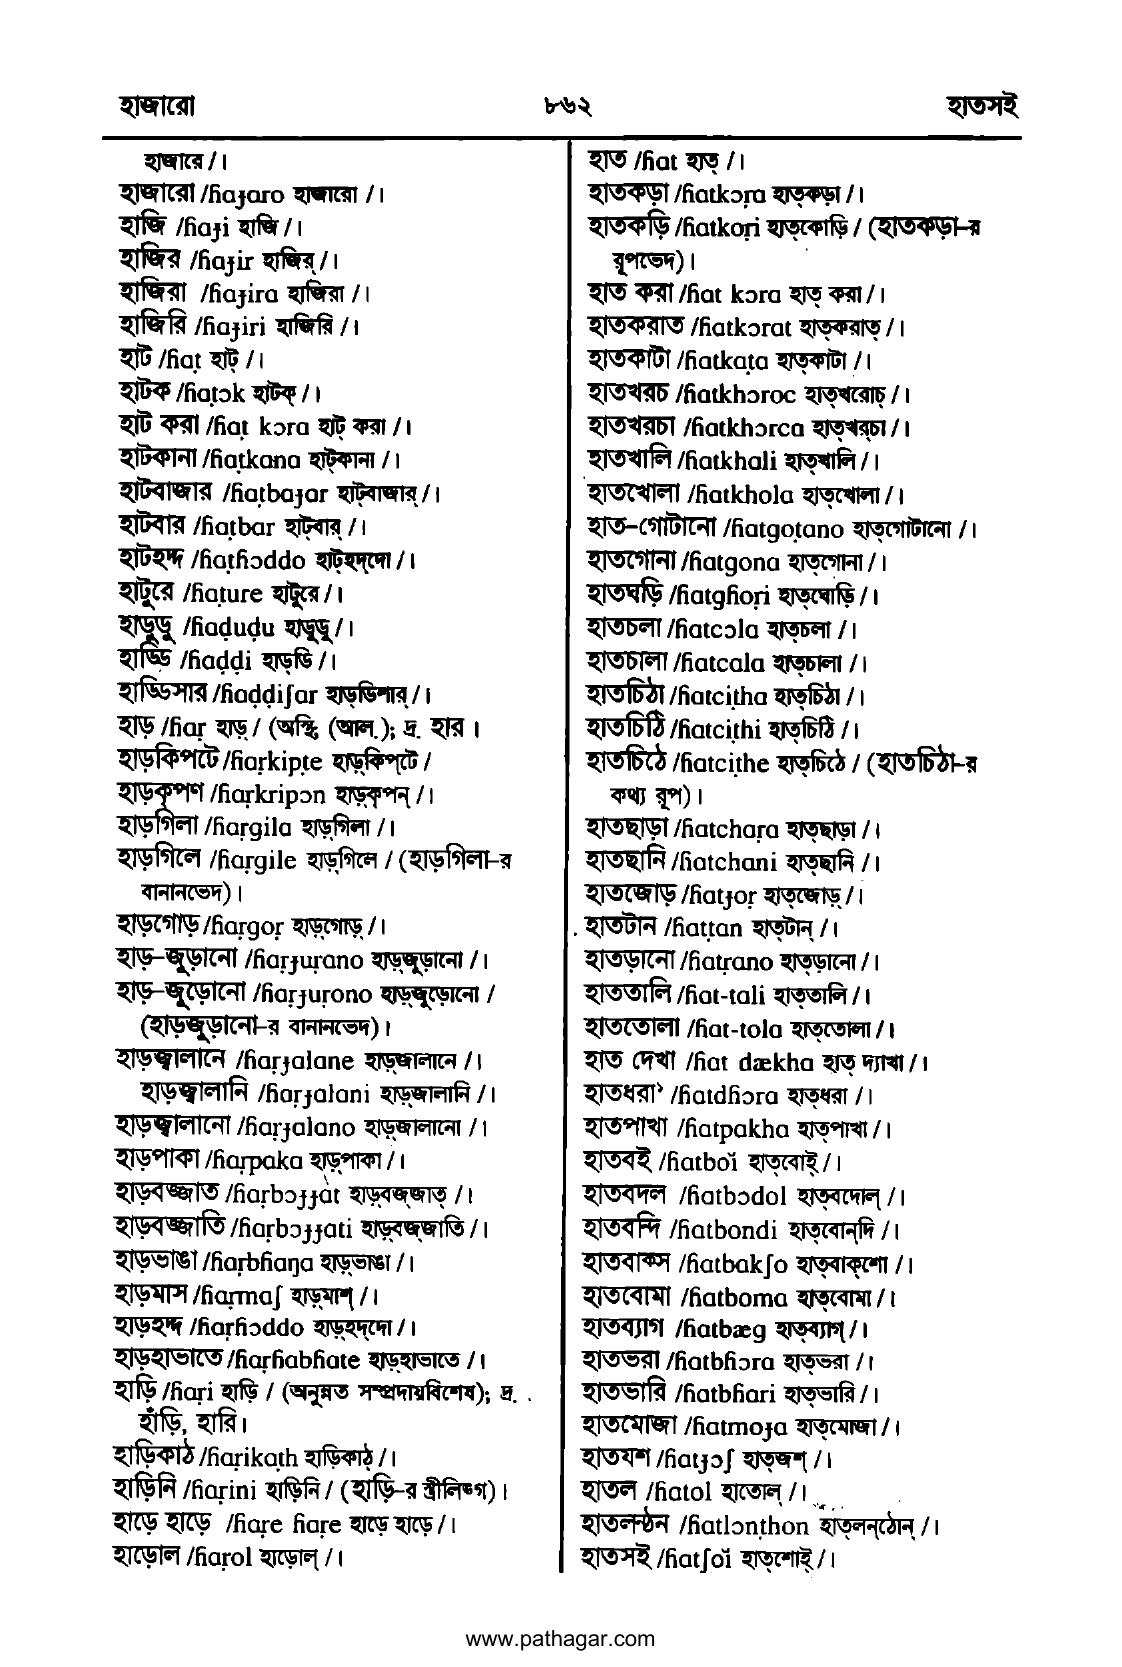 হাজারো ৮৬২ হাতসই
হাজারে /।
হাজারো /ɦaɟaro হাজারো /।
হাজি /ɦaɟi হাজি /।
হাজির /ɦaɟir হাজির্ /।
হাজিরা /ɦaɟira হাজিরা /।
হাজিরি /ɦaɟiri হাজিরি /।
হাট /ɦaṭ হাট্ /।
হাটক /ɦaṭɔk হাটক্ /।
হাট করা /ɦaṭ kɔra হাট্ করা /।
হাটকানা /ɦaṭkana হাট্কানা /।
হাটবাজার /ɦaṭbaɟar হাট্বাজার্ /।
হাটবার /ɦaṭbar হাট্বার্ /।
হাটহদ্দ /ɦaṭɦɔddo হাট্হদ্দো /।
হাটুরে /ɦaṭure হাটুরে /।
হাডুডু /ɦaḍuḍu হাডুডু /।
হাড্ডি /ɦaḍḍi হাড্ডি /।
হাড্ডিসার /ɦaḍḍiʃar হাড্ডিশার্ /।
হাড় /ɦaṛ হাড়্ / (অস্থি; (আল.); দ্র. হার ।
হাড়কিপটে /ɦaṛkipṭe হাড়্কিপ্টে /
হাড়কৃপণ /ɦaṛkripɔn হাড়্কৃপন্ /।
হাড়গিলা /ɦaṛgila হাড়্গিলা /।
হাড়গিলে /ɦaṛgile হাড়্গিলে / (হাড়গিলা-র
বানানভেদ)।
হাড়গোড় /ɦaṛgoṛ হাড়্গোড়্ /।
হাড়-জুড়ানো /ɦaṛɟuṛano হাড়্জুড়ানো /।
হাড়-জুড়োনো /ɦaṛɟuṛono হাড়্জুড়োনো /
(হাড়জুড়ানো-র বানানভেদ)।
হাড়জ্বালানে /ɦaṛɟalane হাড়্জালানে /।
হাড়জ্বালানি /ɦaṛɟalani হাড়্জালানি /।
হাড়জ্বালানো /ɦaṛɟalano হাড়্জালানো /।
হাড়পাকা /ɦaṛpaka হাড়্পাকা /।
হাড়বজ্জাত /ɦaṛbɔɟɟat হাড়্বজ্জাত্ /।
হাড়বজ্জাতি /ɦaṛbɔɟɟati হাড়্বজ্জাতি /।
হাড়ভাঙা /ɦaṛbɦaŋa হাড়্ভাঙা /।
হাড়মাস /ɦaṛmaʃ হাড়্মাশ্ /।
হাড়হদ্দ /ɦaṛɦɔddo হাড়্হদ্দো /।
হাড়হাভাতে /ɦaṛɦabɦate হাড়্হাভাতে /।
হাড়ি /ɦaṛi হাড়ি / (অনুন্নত সম্প্রদায়বিশেষ); দ্র.
হাঁড়ি, হারি।
হাড়িকাঠ /ɦaṛikaṭh হাড়িকাঠ্ /।
হাড়িনি /ɦaṛini হাড়িনি / (হাড়ি-র স্ত্রীলিঙ্গ)।
হাড়ে হাড়ে /ɦaṛe ɦaṛe হাড়ে হাড়ে /।
হাড়োল /ɦaṛol হাড়োল্ /।
হাত /ɦat হাত্ /।
হাতকড়া /ɦatkɔṛa হাত্কড়া /।
হাতকড়ি /ɦatkoṛi হাত্কোড়ি / (হাতকড়া-র
রূপভেদ)।
হাত করা /ɦat kɔra হাত্ করা /।
হাতকরাত /ɦatkɔrat হাত্করাত্ /।
হাতকাটা /ɦatkaṭa হাত্কাটা /।
হাতখরচ /ɦatkhɔroc হাত্খরোচ্ /।
হাতখরচা /ɦatkhɔrca হাত্খর্চা /।
হাতখালি /ɦatkhali হাত্খালি /।
হাতখোলা /ɦatkhola হাত্খোলা /।
হাত-গোটানো /ɦatgoṭano হাত্গোটানো /।
হাতগোনা /ɦatgona হাত্গোনা /।
হাতঘড়ি /ɦatgɦoṛi হাত্ঘোড়ি /।
হাতচলা /ɦatcɔla হাত্চলা /।
হাতচালা /ɦatcala হাত্চালা /।
হাতচিঠা /ɦatciṭha হাত্চিঠা /।
হাতচিঠি /ɦatciṭhi হাত্চিঠি /।
হাতচিঠে /ɦatciṭhe হাত্চিঠে / (হাতচিঠা-র
কথ্য রূপ)।
হাতছাড়া /ɦatchaṛa হাত্ছাড়া /।
হাতছানি /ɦatchani হাত্ছানি /।
হাতজোড় /ɦatɟoṛ হাত্জোড়্ /।
হাতটান /ɦatṭan হাত্টান্ /।
হাতড়ানো /ɦatṛano হাত্ড়ানো /।
হাততালি /ɦat-tali হাত্তালি /।
হাততোলা /ɦat-tola হাত্তোলা /।
হাত দেখা /ɦat dækha হাত্ দ্যাখা /।
হাতধরা১ /ɦatdɦɔra হাত্ধরা /।
হাতপাখা /ɦatpakha হাত্পাখা /।
হাতবই /ɦatboĭ হাত্বোই্ /।
হাতবদল /ɦatbɔdol হাত্বদোল্ /।
হাতবন্দি /ɦatbondi হাত্বোন্দি /।
হাতবাক্স /ɦatbakʃo হাত্বাক্শো /।
হাতবোমা /ɦatboma হাত্বোমা /।
হাতব্যাগ /ɦatbæg হাত্ব্যাগ্ /।
হাতভরা /ɦatbɦɔra হাত্ভরা /।
হাতভারি /ɦatbɦari হাত্ভারি /।
হাতমোজা /ɦatmoɟa হাত্মোজা /।
হাতযশ /ɦatɟɔʃ হাত্জশ্ /।
হাতল /ɦatol হাতোল্ /।
হাতলন্ঠন /ɦatlɔnṭhon হাত্লন্ঠোন্ /।
হাতসই /ɦatʃoĭ হাত্শোই্ /।
www.pathagar.com